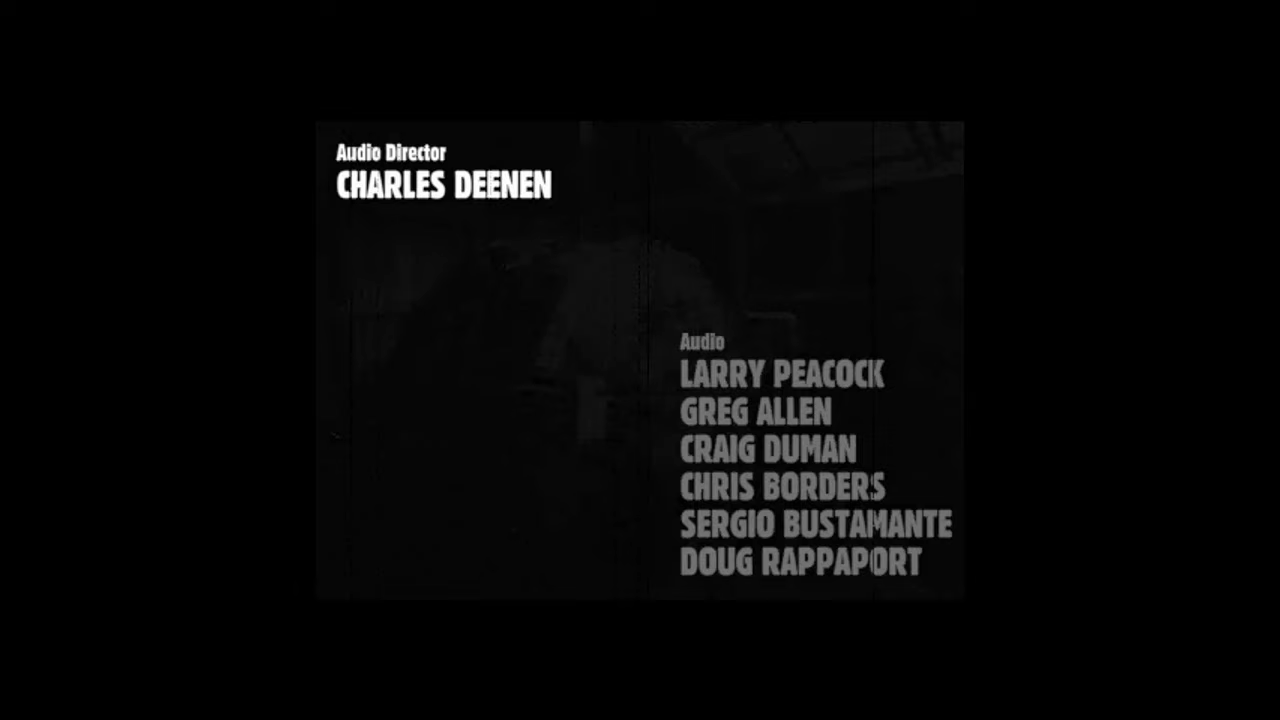 Audio Director
CHARLES DEENEN
Audio
LARRY PEACOCK
GREG ALLEN
CRAIG DUMAN
CHRIS BORDERS
SERGIO BUSTAMANTE
DOUG RAPPAPORT